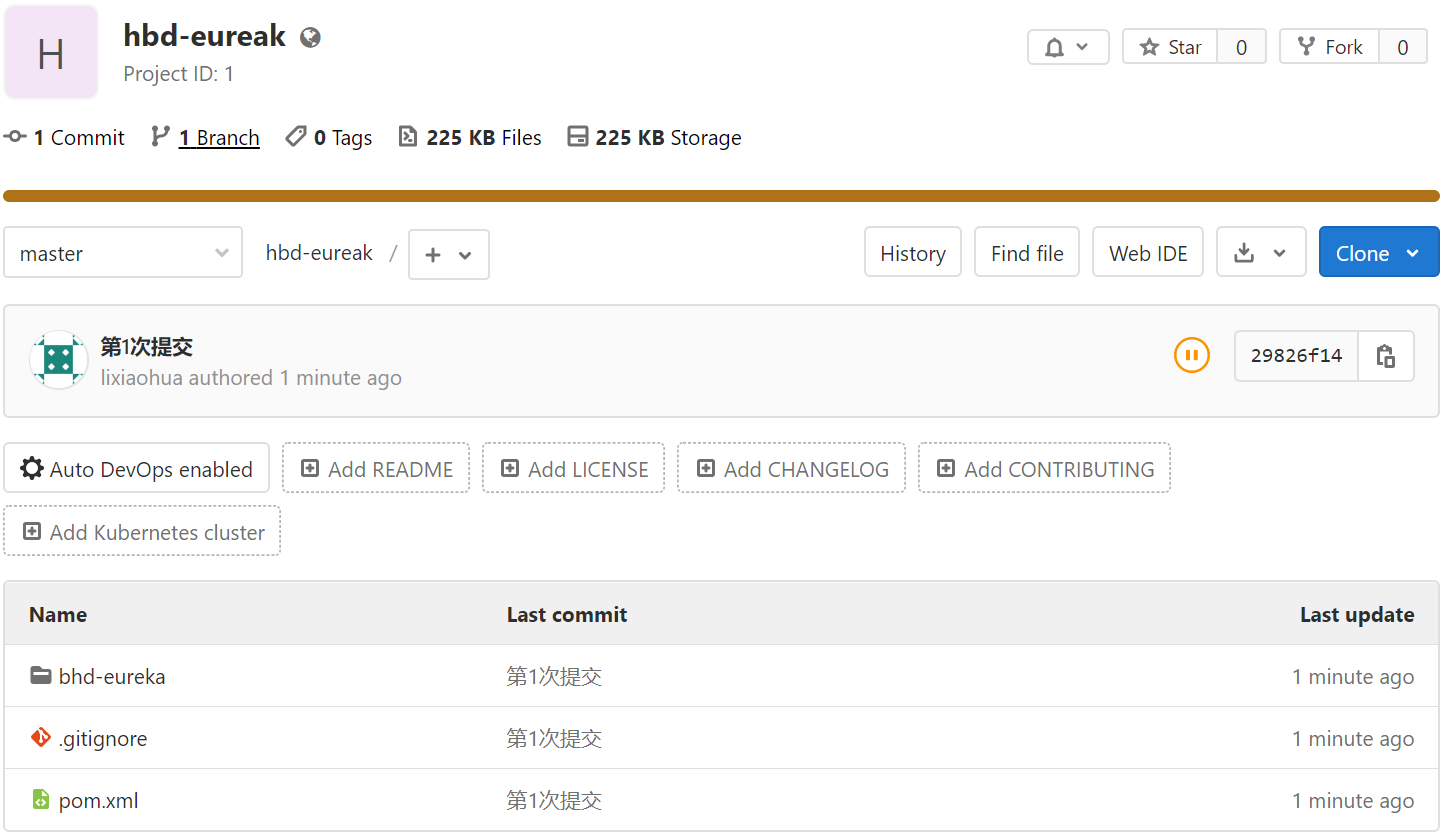 H
hbd-eureak
Project ID: 1
Star 0
Fork 0
1 Commit 1 Branch 0 Tags 225 KB Files 225 KB Storage
master hbd-eureak / + History Find file Web IDE Clone
第1次提交
lixiaohua authored 1 minute ago
29826f14
Auto DevOps enabled Add README Add LICENSE Add CHANGELOG Add CONTRIBUTING
Add Kubernetes cluster
Name Last commit Last update
bhd-eureka 第1次提交 1 minute ago
.gitignore 第1次提交 1 minute ago
pom.xml 第1次提交 1 minute ago